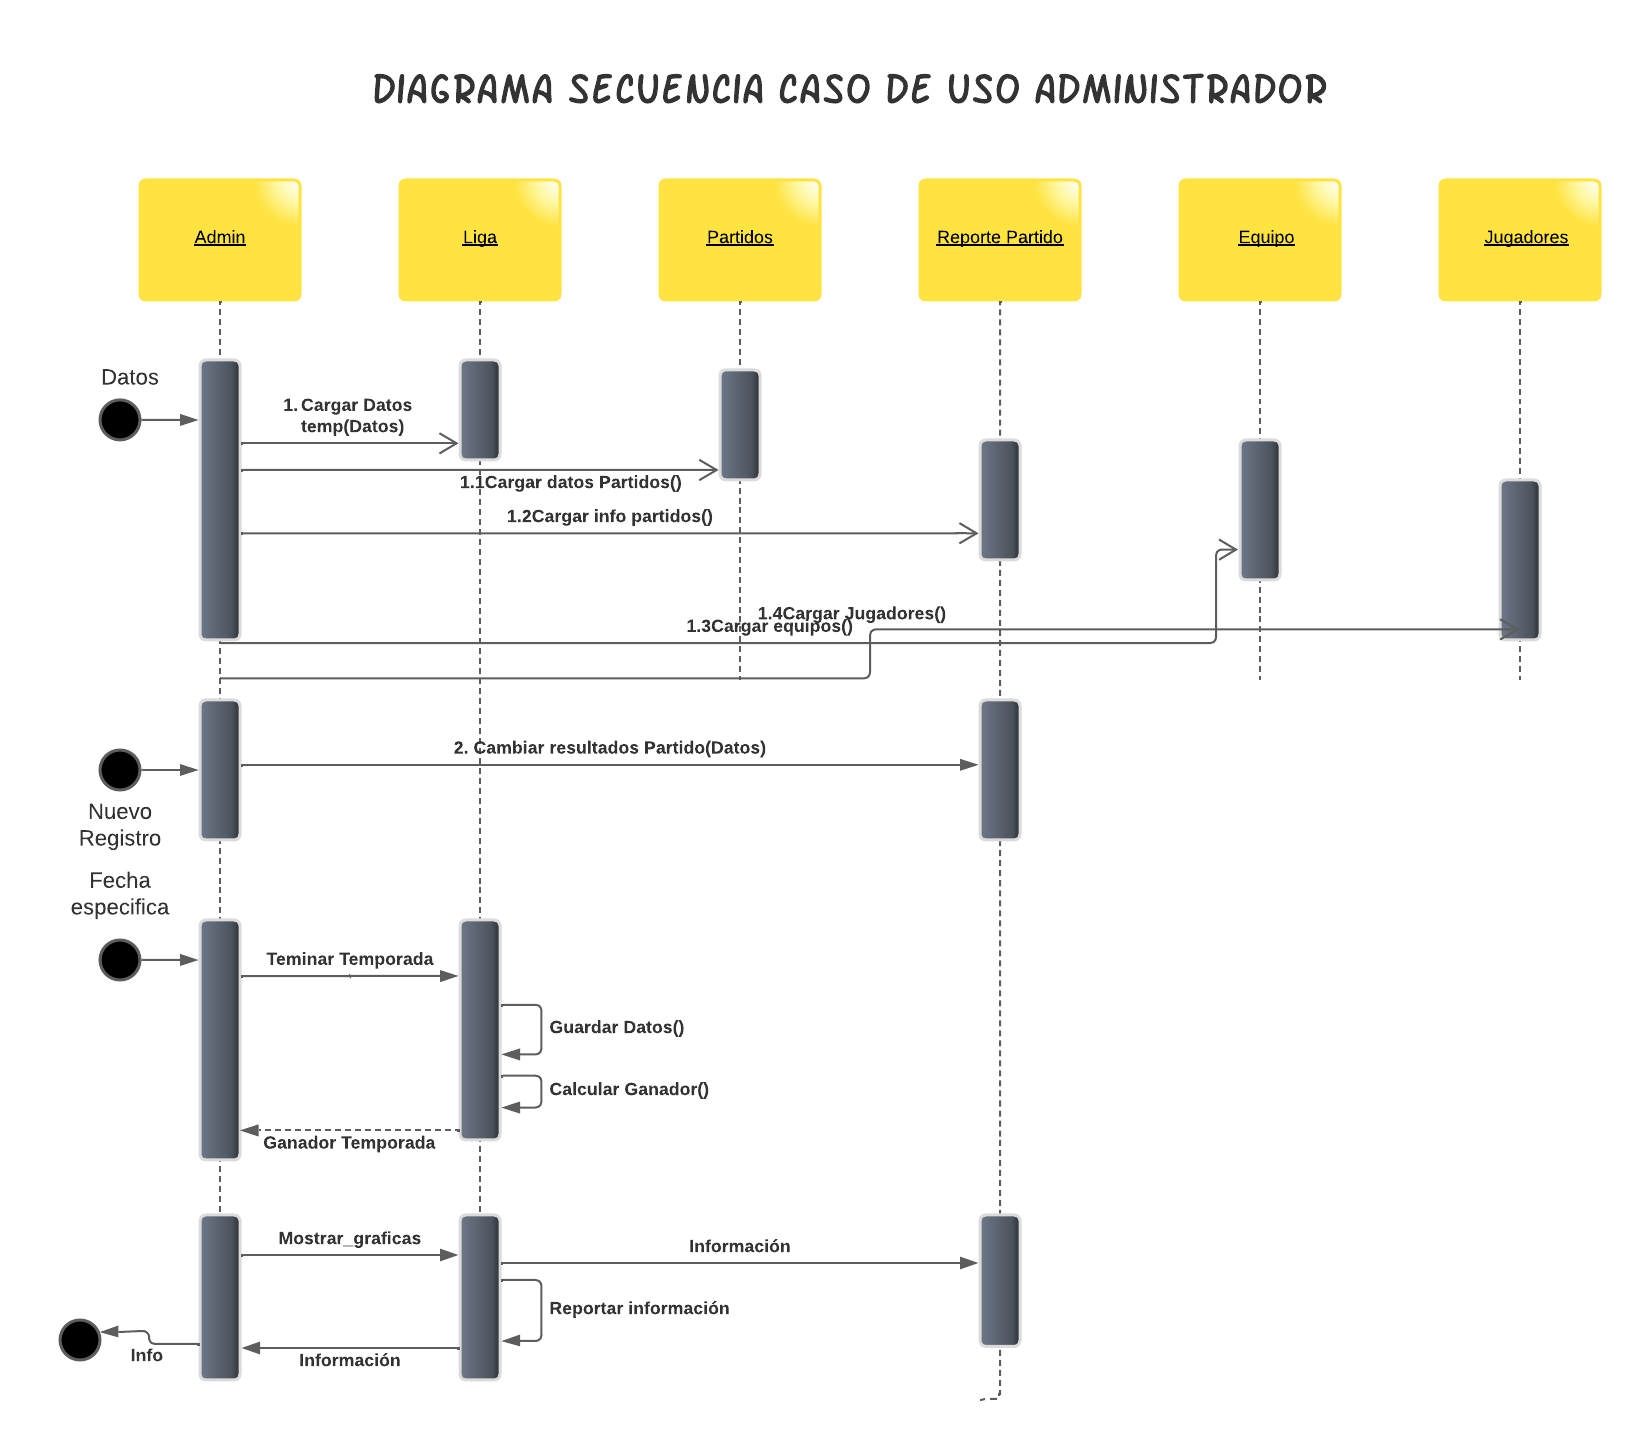 DIAGRAMA SECUENCIA CASO DE USO ADMINISTRADOR
Admin
Liga
Partidos
Reporte Partido
Equipo
Jugadores
Datos
1. Cargar Datos
temp(Datos)
1.1Cargar datos Partidos()
1.2Cargar info partidos()
1.4Cargar Jugadores()
1.3Cargar equipos()
2. Cambiar resultados Partido(Datos)
Nuevo
Registro
Fecha
especifica
Teminar Temporada
Guardar Datos()
Calcular Ganador()
Ganador Temporada
Mostrar_graficas
Información
Reportar información
Info
Información